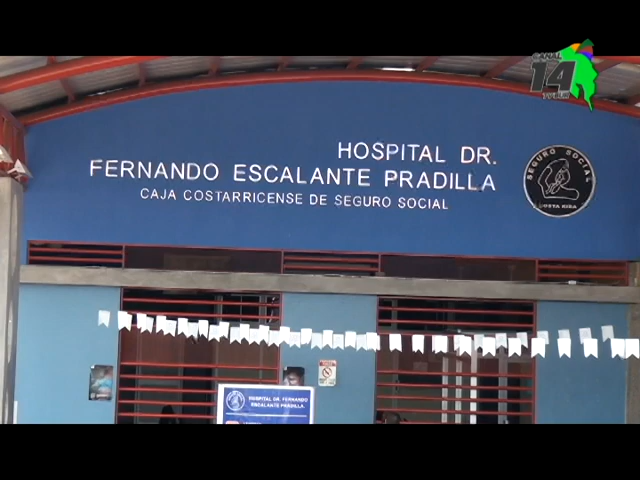 CANAL
14
HOSPITAL DR.
FERNANDO ESCALANTE PRADILLA
CAJA COSTARRICENSE DE SEGURO SOCIAL
SEGURO SOCIAL
COSTA RICA
HOSPITAL DR. FERNANDO
ESCALANTE PRADILLA.